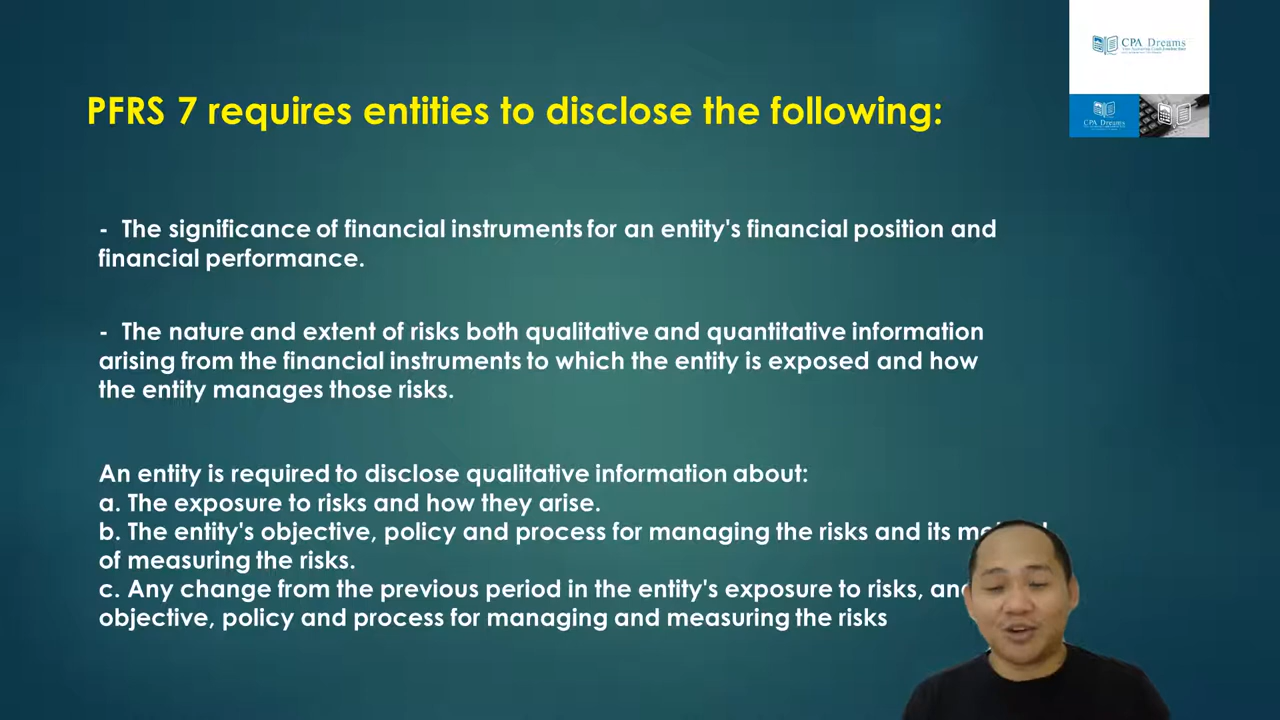 CPA Dreams
CPA Dreams
PFRS 7 requires entities to disclose the following:
- The significance of financial instruments for an entity's financial position and
financial performance.
- The nature and extent of risks both qualitative and quantitative information
arising from the financial instruments to which the entity is exposed and how
the entity manages those risks.
An entity is required to disclose qualitative information about:
a. The exposure to risks and how they arise.
b. The entity's objective, policy and process for managing the risks and its
of measuring the risks.
c. Any change from the previous period in the entity's exposure to risks,
objective, policy and process for managing and measuring the risks